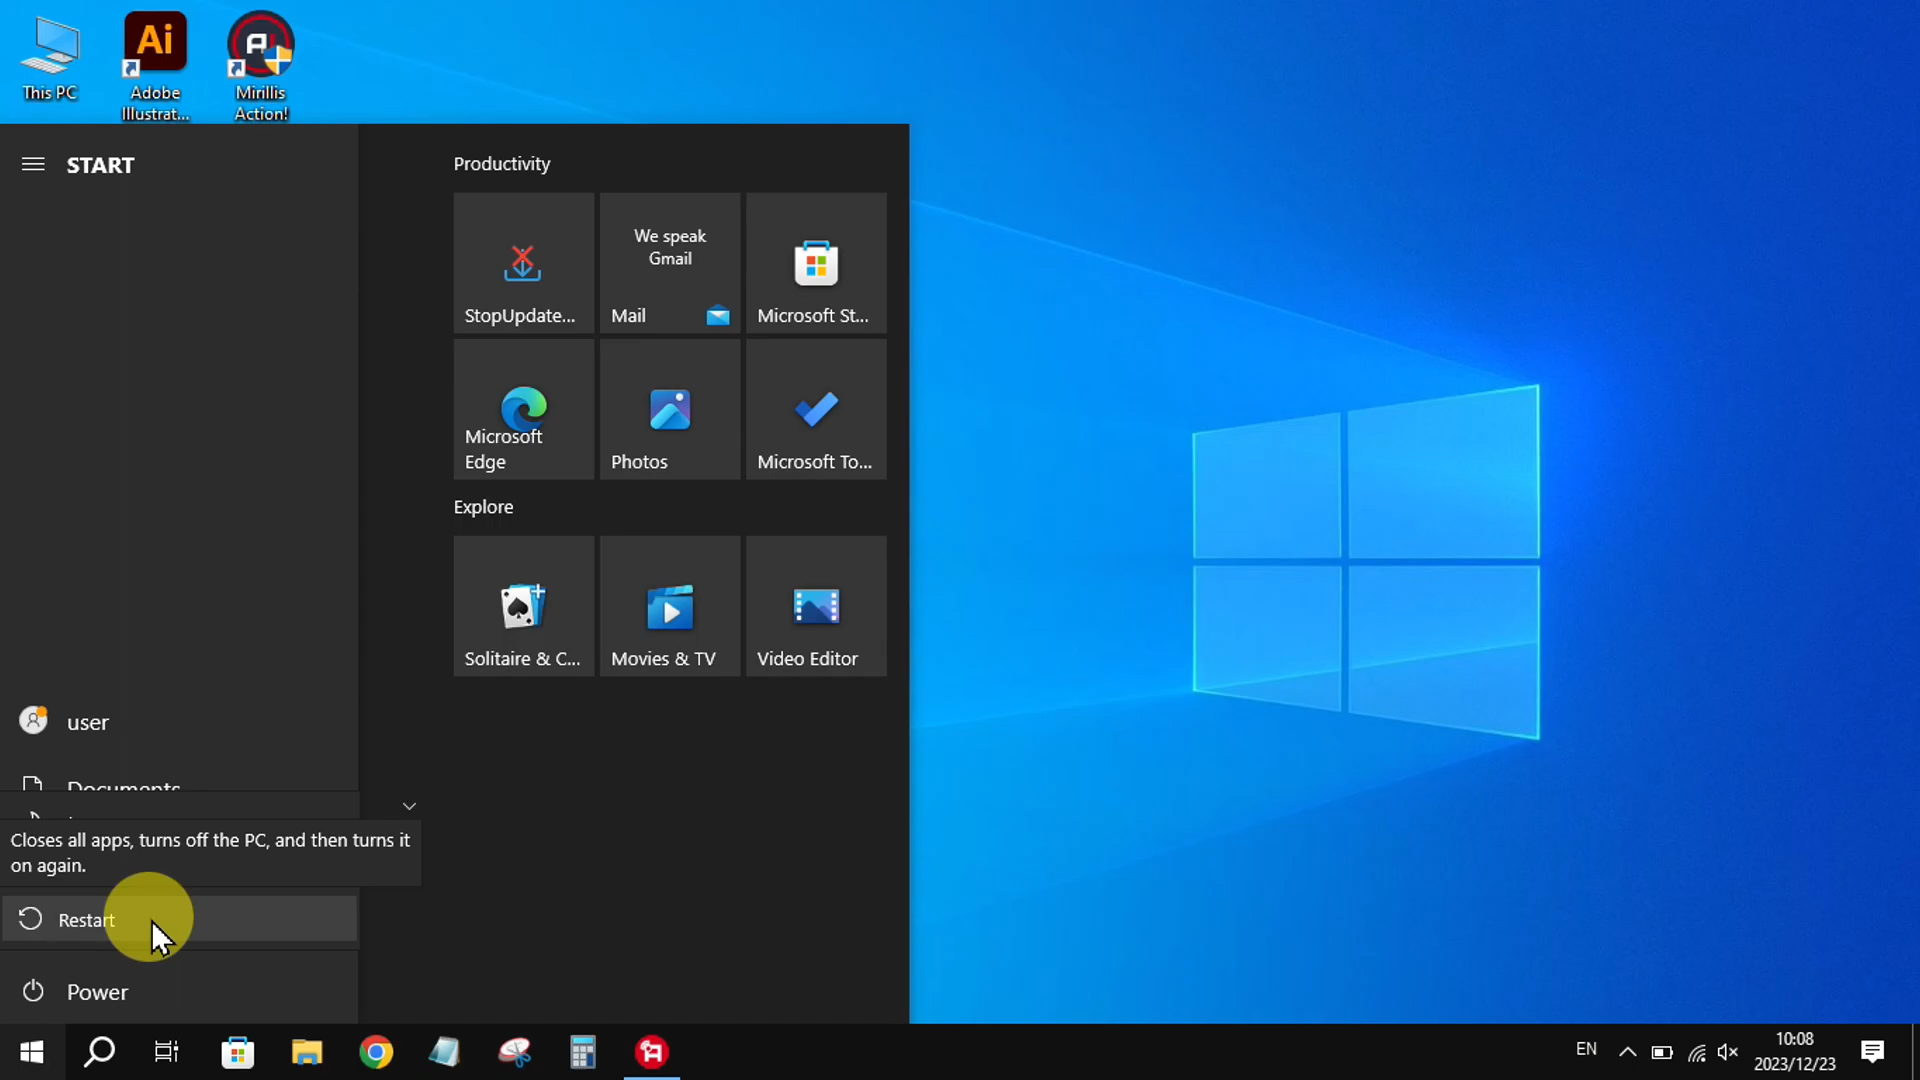 This PC
Ai
Adobe
Illustrat...
Mirillis
Action!
START
Productivity
StopUpdate...
We speak
Gmail
Mail
Microsoft St...
Microsoft
Edge
Photos
Microsoft To...
Explore
Solitaire & C...
Movies & TV
Video Editor
user
Documents
Closes all apps, turns off the PC, and then turns it
on again.
Restart
Power
EN
10:08
2023/12/23